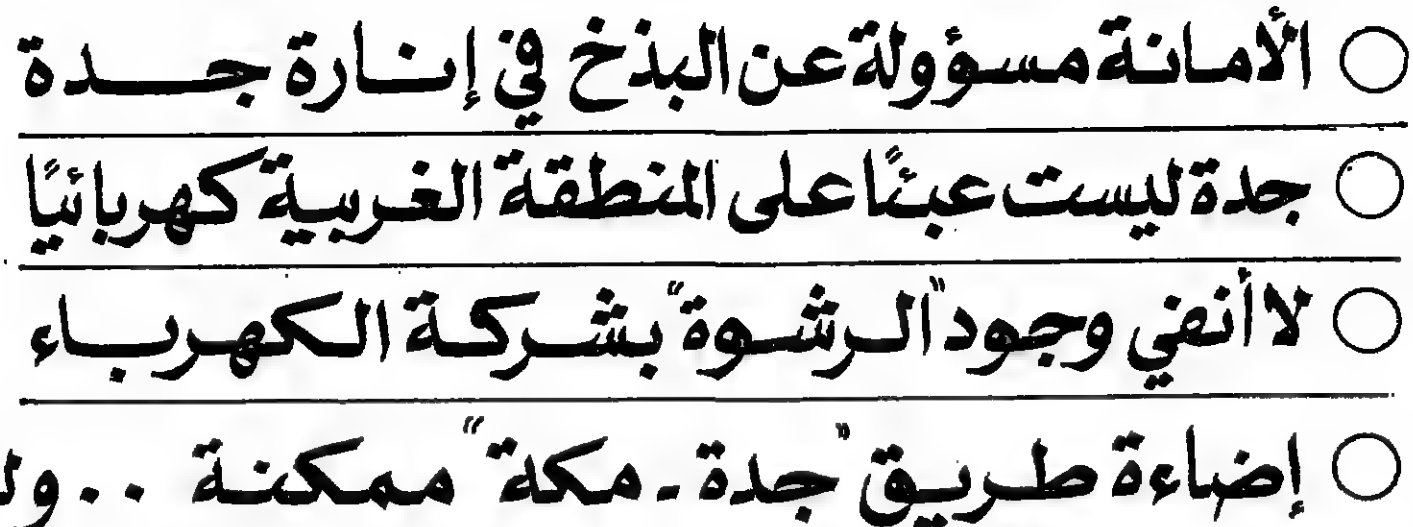 ○ الأمانة مسؤولة عن البذخ في إنارة جدة
○ جدة ليست عبئًا على المنطقة الغربية كهربائيًا
○ لا أنفي وجود "الرشوة" بشركة الكهرباء
○ إضاءة طريق "جدة - مكة" ممكنة ..